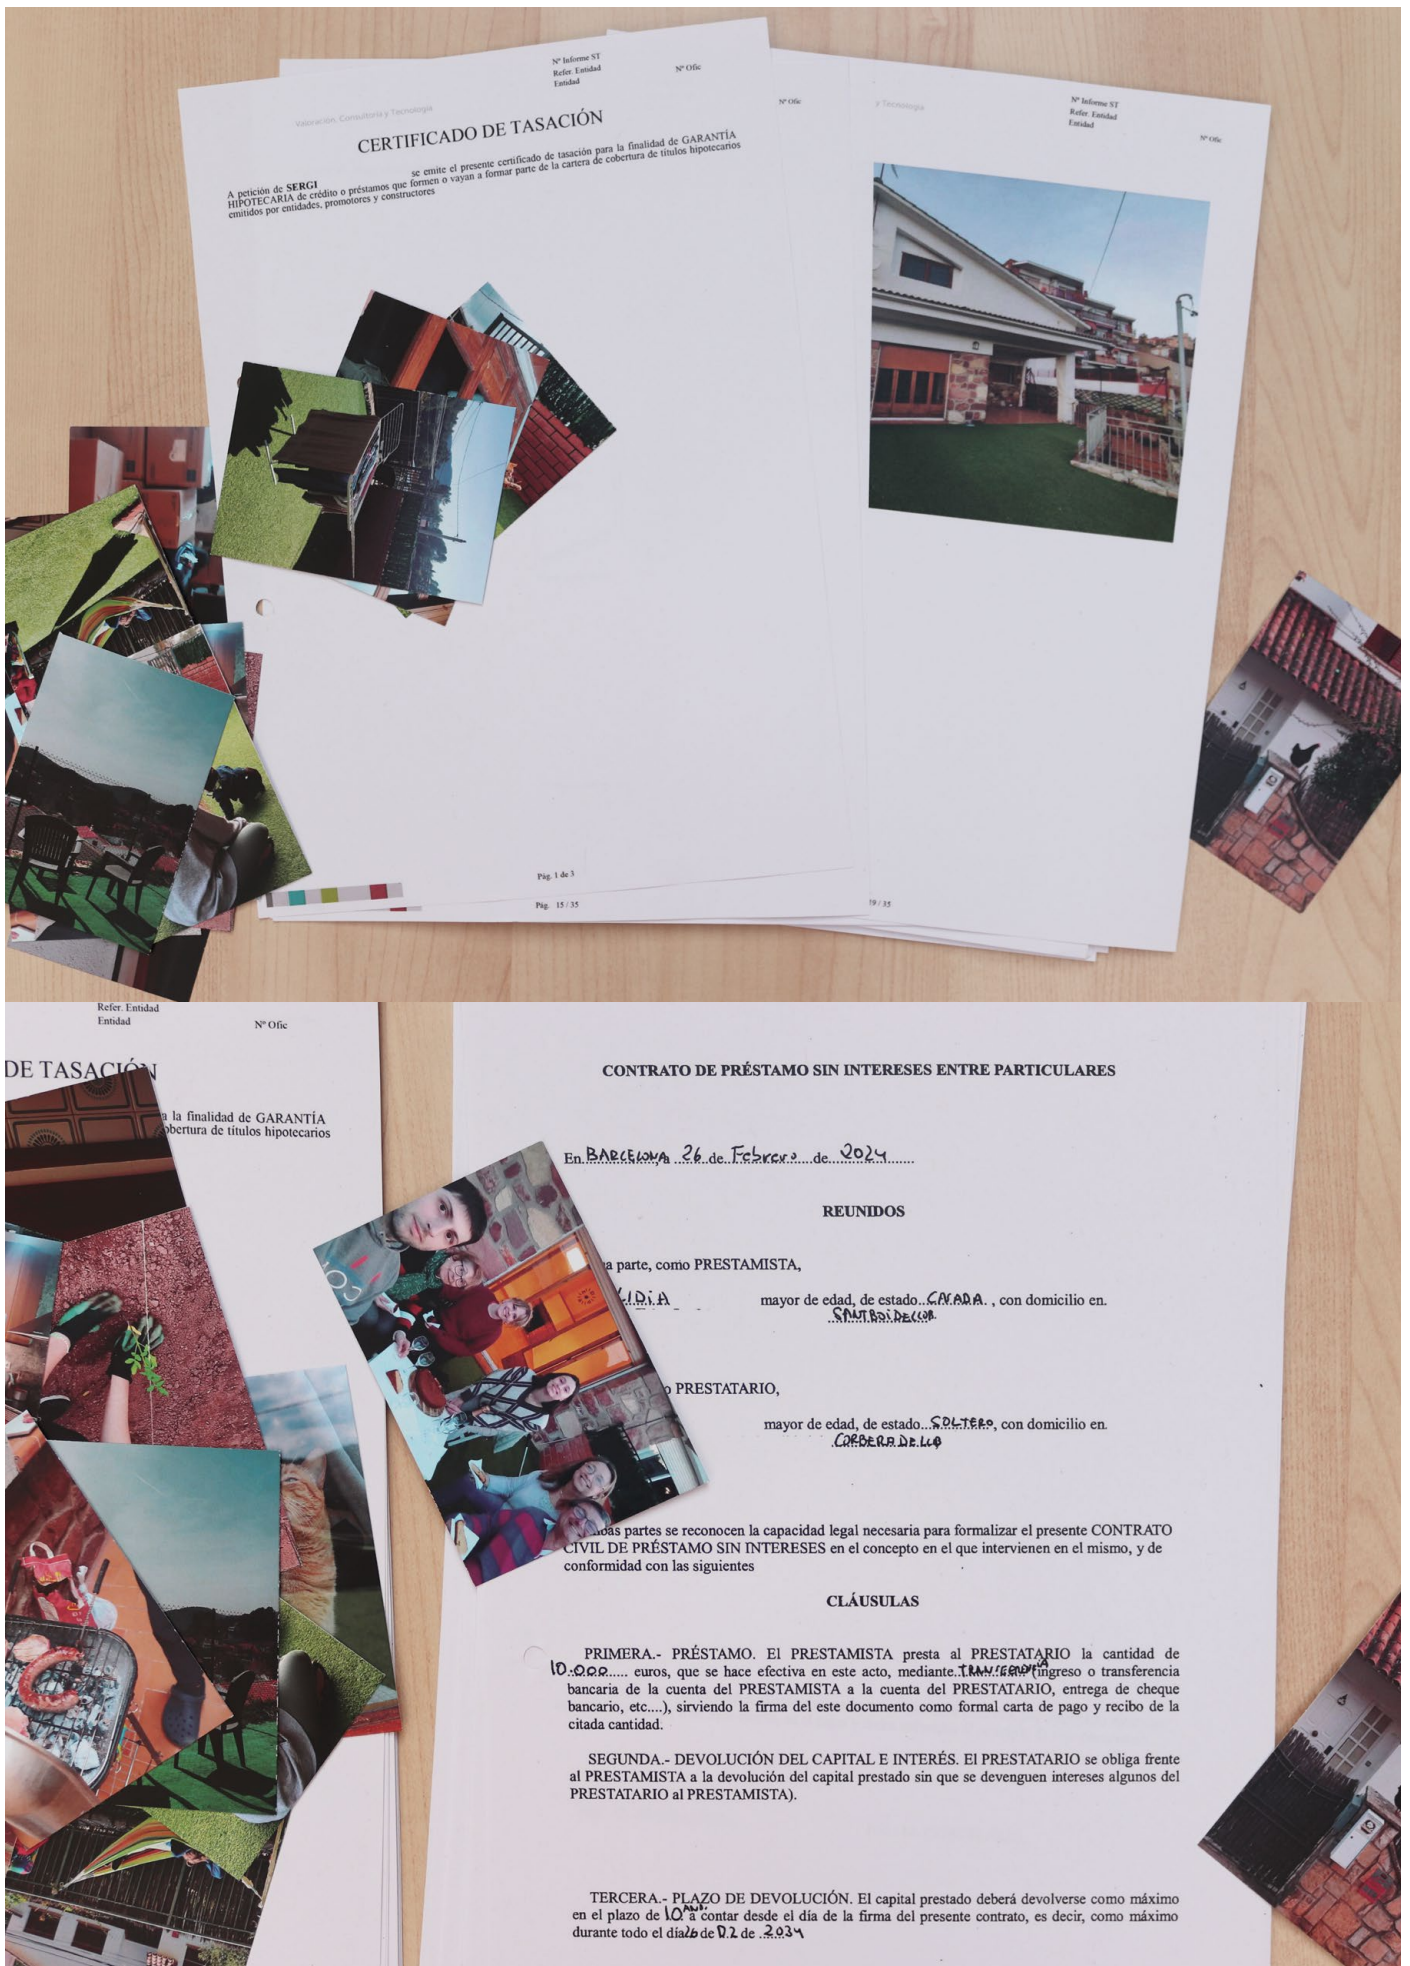 Nº Informe ST
Refer. Entidad
Entidad
Nº Ofic
Valoración, Consultoría y Tecnología
CERTIFICADO DE TASACIÓN
A petición de SERGI se emite el presente certificado de tasación para la finalidad de GARANTÍA
HIPOTECARIA de crédito o préstamos que formen o vayan a formar parte de la cartera de cobertura de títulos hipotecarios
emitidos por entidades, promotores y constructores
Pág. 1 de 3
Pág. 15 / 35
Nº Ofic
y Tecnología
Nº Informe ST
Refer. Entidad
Entidad
Nº Ofic
19 / 35
Refer. Entidad
Entidad
Nº Ofic
DE TASACIÓN
a la finalidad de GARANTÍA
obertura de títulos hipotecarios
CONTRATO DE PRÉSTAMO SIN INTERESES ENTRE PARTICULARES
En BARCELONA 26 de Febrero de 2024
REUNIDOS
a parte, como PRESTAMISTA,
LIDIA mayor de edad, de estado CASADA, con domicilio en.
SANTBOIDELLOB.
o PRESTATARIO,
mayor de edad, de estado SOLTERO, con domicilio en.
CORBERA DE LLOB
bas partes se reconocen la capacidad legal necesaria para formalizar el presente CONTRATO
CIVIL DE PRÉSTAMO SIN INTERESES en el concepto en el que intervienen en el mismo, y de
conformidad con las siguientes
CLÁUSULAS
PRIMERA.- PRÉSTAMO. El PRESTAMISTA presta al PRESTATARIO la cantidad de
10.000 euros, que se hace efectiva en este acto, mediante TRANSFERENCIA (ingreso o transferencia
bancaria de la cuenta del PRESTAMISTA a la cuenta del PRESTATARIO, entrega de cheque
bancario, etc....), sirviendo la firma del este documento como formal carta de pago y recibo de la
citada cantidad.
SEGUNDA.- DEVOLUCIÓN DEL CAPITAL E INTERÉS. El PRESTATARIO se obliga frente
al PRESTAMISTA a la devolución del capital prestado sin que se devenguen intereses algunos del
PRESTATARIO al PRESTAMISTA).
TERCERA.- PLAZO DE DEVOLUCIÓN. El capital prestado deberá devolverse como máximo
en el plazo de 10 a contar desde el día de la firma del presente contrato, es decir, como máximo
durante todo el día 26 de 02 de 2034